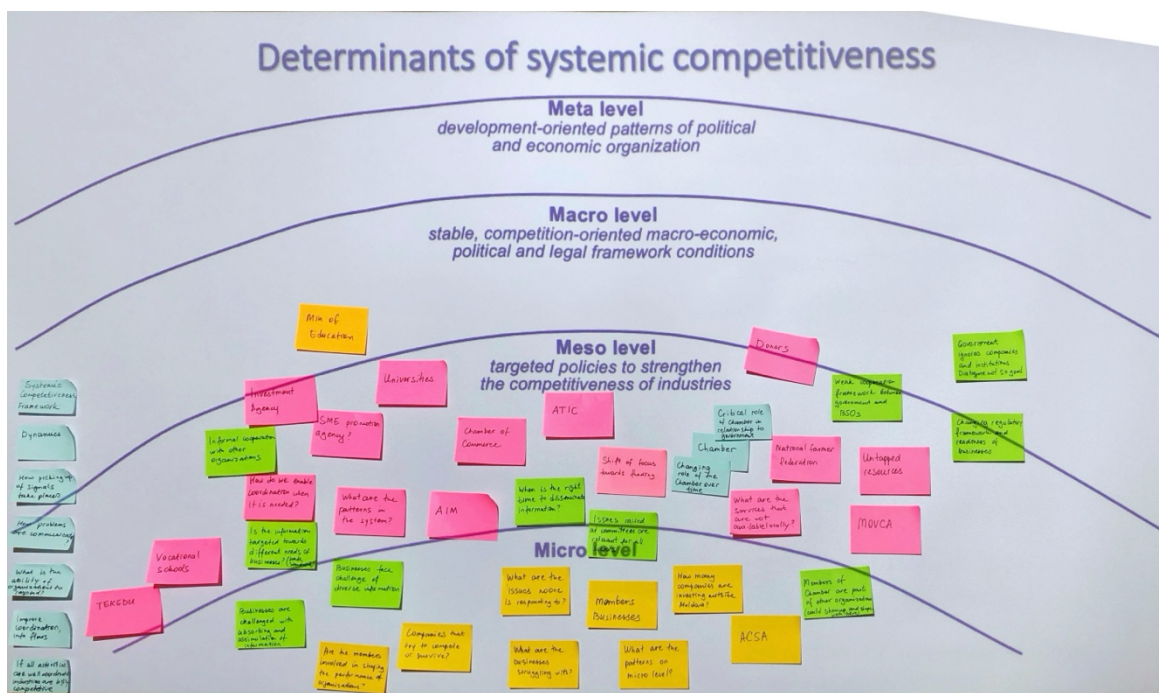 Determinants of systemic competitiveness
Meta level
development-oriented patterns of political
and economic organization
Macro level
stable, competition-oriented macro-economic,
political and legal framework conditions
Min of
Education
Meso level
targeted policies to strengthen
the competitiveness of industries
Donors
Government
ignores companies
and institutions
Dialogue not so good
Systemic
Competitiveness
Framework
Investment
Agency
Universities
Weak cooperation
framework between
government and
BSOs
Dynamics
Informal cooperation
with other
organizations
SME promotion
agency?
Chamber of
Commerce
ATIC
Critical role
of chamber in
relationship to
government
Chamber
Changing
role of the
Chamber over
time
National farmer
federation
Untapped
resources
Changing regulatory
framework and
readiness of
businesses
How picking
of signals
take place?
How do we enable
coordination when
it is needed?
What are the
patterns in
the system?
AIM
When is the right
time to disseminate
information?
Shift of focus
towards funding
What are the
services that
are not
available locally?
MOVCA
How problems
are
Is the information
targeted towards
different needs of
businesses?
Issues raised
at committees are
relevant for all
Micro level
What is the
ability of
organizations to
respond?
Vocational
schools
TEKEDU
Businesses face
challenge of
diverse information
What are the
issues noone
is responding to?
Members
Businesses
How many
companies are
investing outside
Moldova?
Members of
Chamber are part
of other organizations
Improve
coordination,
info flows
Businesses are
challenged with
absorbing and
assimilation of
information
Are the members
involved in shaping
the performance of
organizations?
Companies that
try to compete
or survive?
What are the
businesses
struggling with?
What are the
patterns on
micro level?
ACSA
If all
industries are
competitive